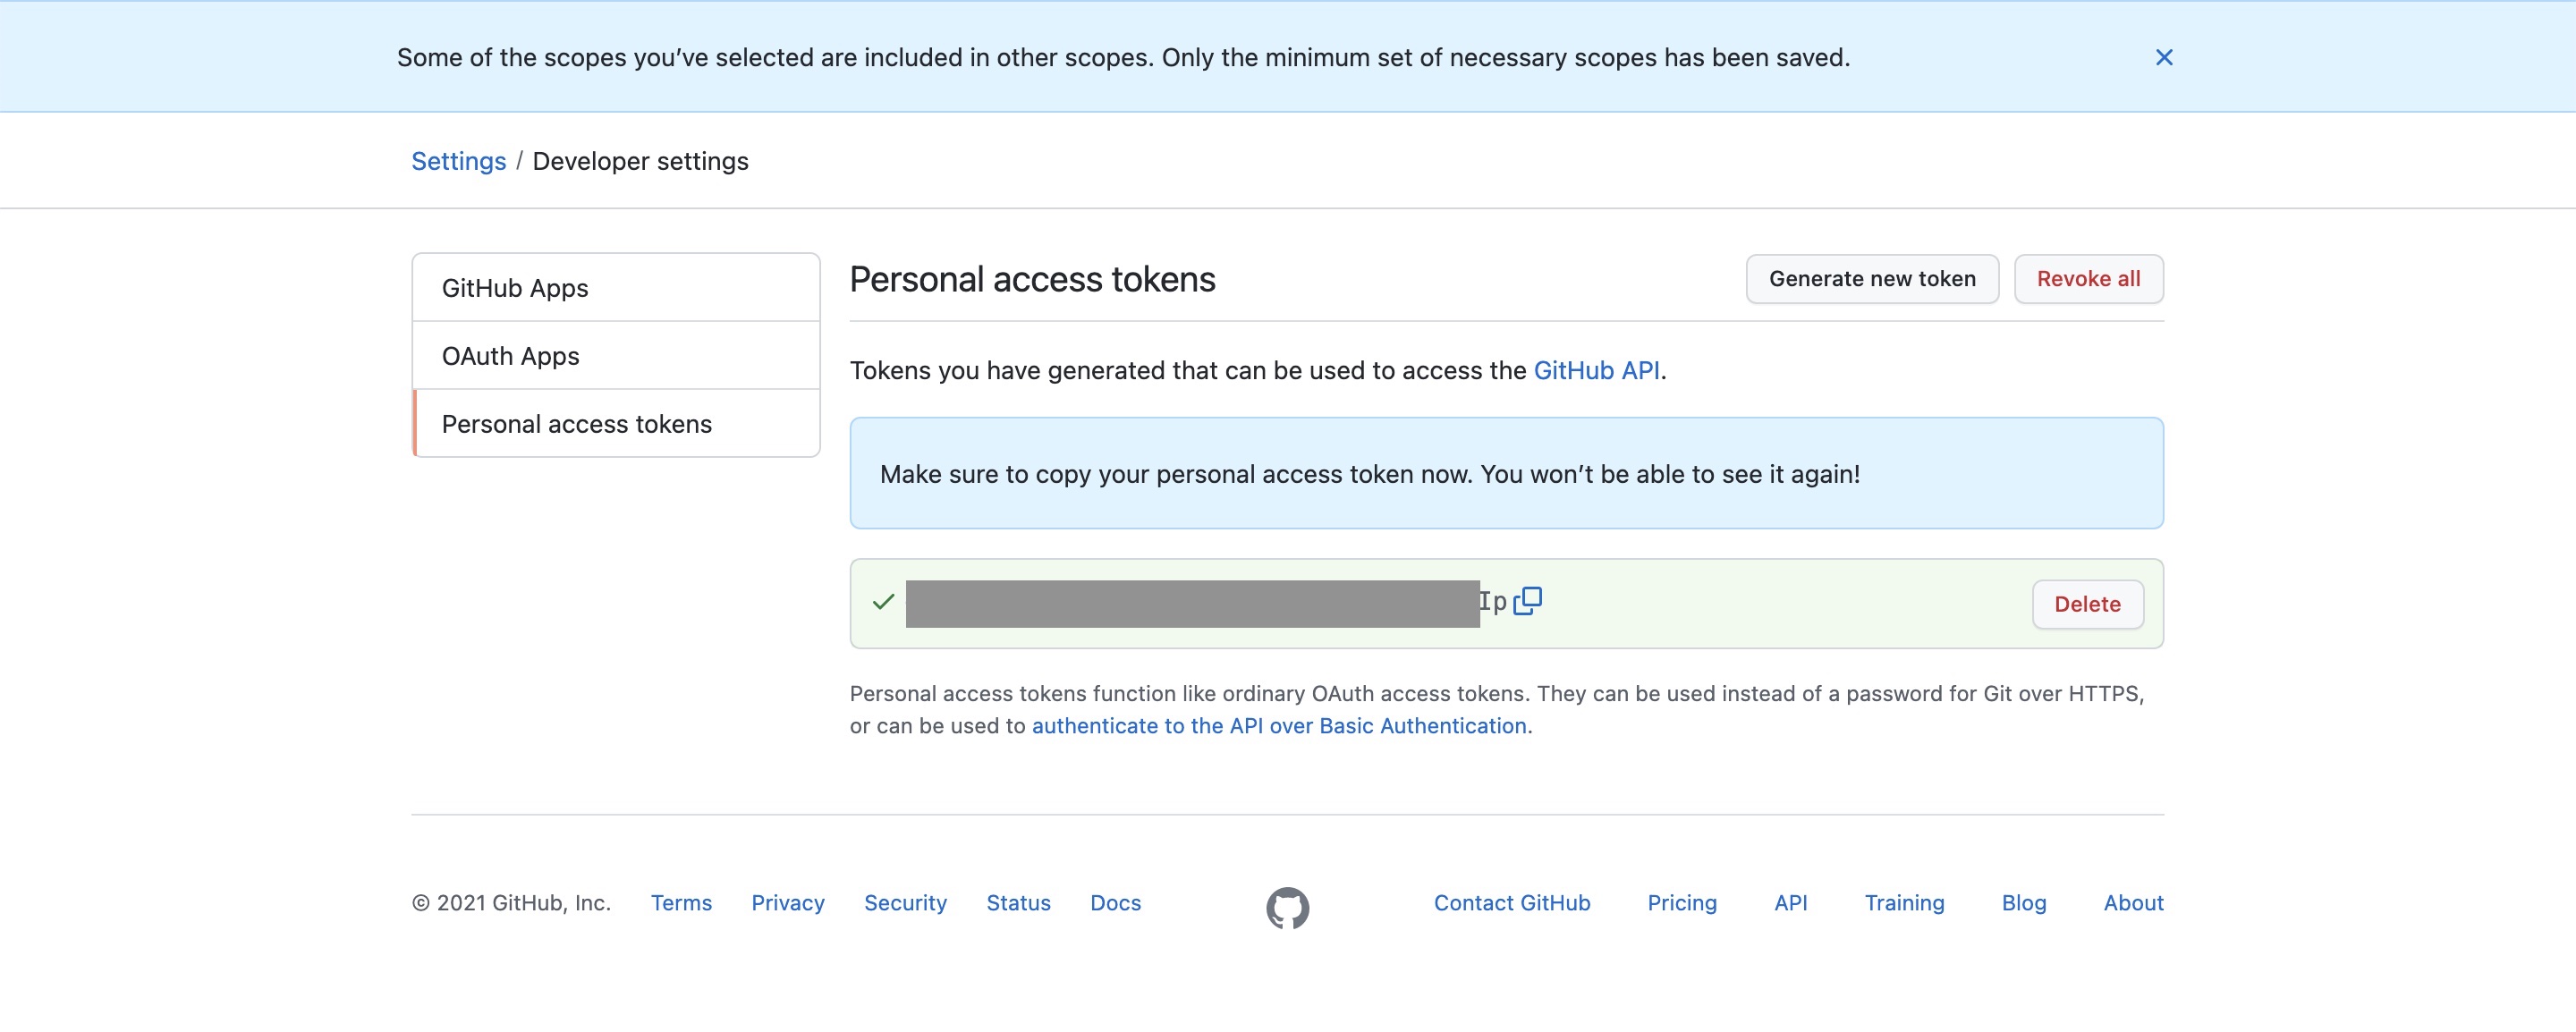 Some of the scopes you’ve selected are included in other scopes. Only the minimum set of necessary scopes has been saved.
Settings / Developer settings
GitHub Apps
OAuth Apps
Personal access tokens
Personal access tokens
Generate new token
Revoke all
Tokens you have generated that can be used to access the GitHub API.
Make sure to copy your personal access token now. You won’t be able to see it again!
Ip
Delete
Personal access tokens function like ordinary OAuth access tokens. They can be used instead of a password for Git over HTTPS,
or can be used to authenticate to the API over Basic Authentication.
© 2021 GitHub, Inc. Terms Privacy Security Status Docs Contact GitHub Pricing API Training Blog About